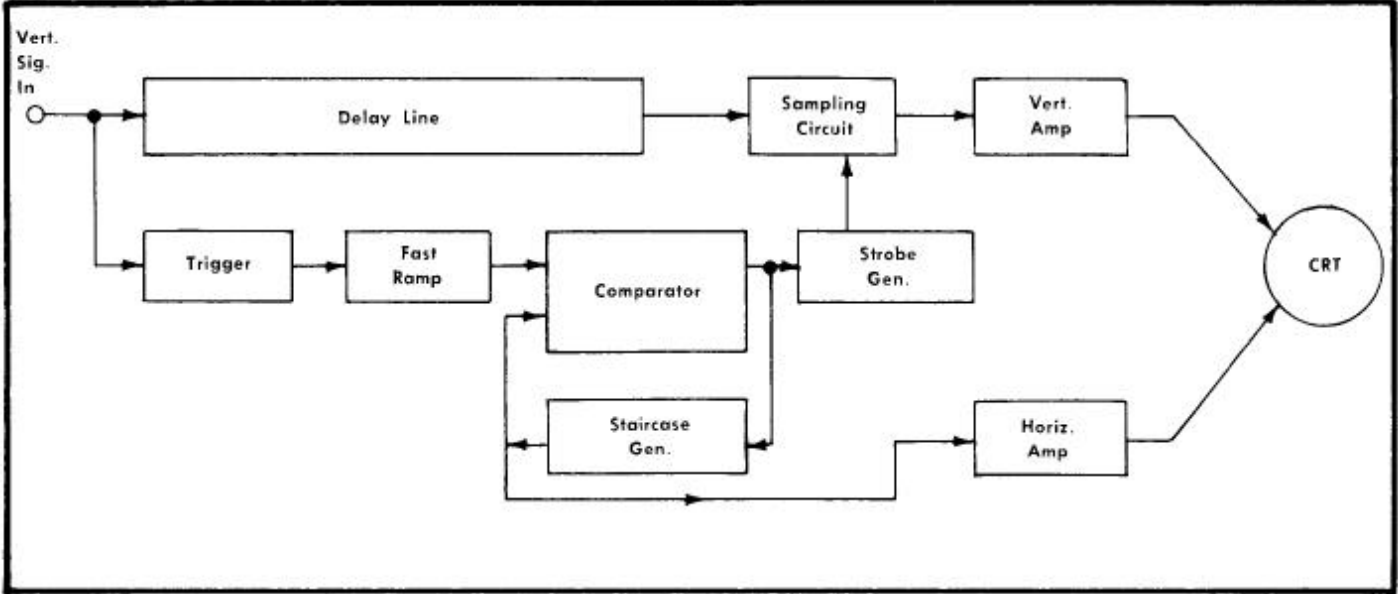 Vert.
Sig.
In
Delay Line
Sampling
Circuit
Vert.
Amp
Trigger
Fast
Ramp
Comparator
Strobe
Gen.
CRT
Staircase
Gen.
Horiz.
Amp